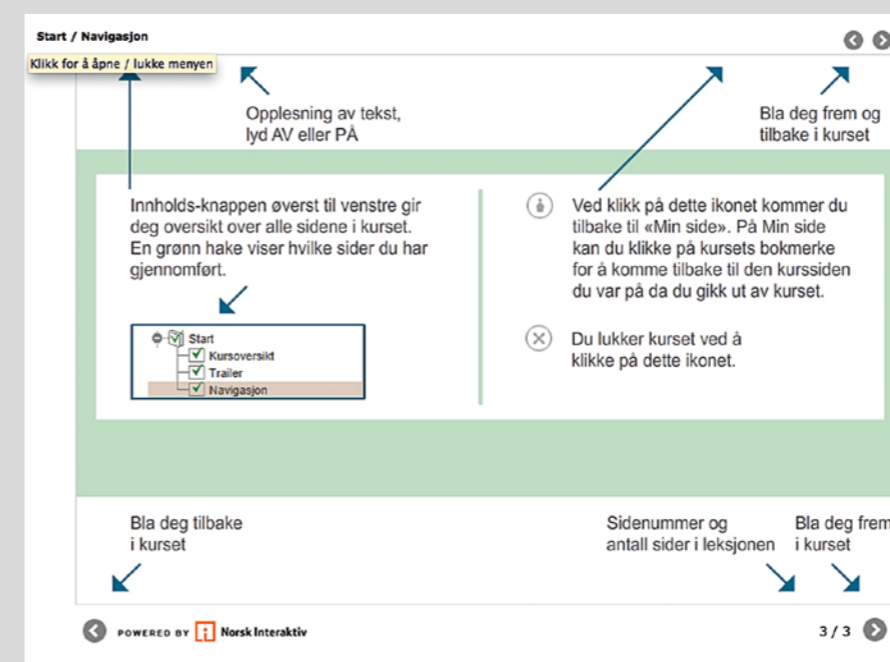 Start / Navigasjon
Klikk for å åpne / lukke menyen
Opplesning av tekst,
lyd AV eller PÅ
Bla deg frem og
tilbake i kurset
Innholds-knappen øverst til venstre gir
deg oversikt over alle sidene i kurset.
En grønn hake viser hvilke sider du har
gjennomført.
Start
Kursoversikt
Trailer
Navigasjon
Ved klikk på dette ikonet kommer du
tilbake til «Min side». På Min side
kan du klikke på kursets bokmerke
for å komme tilbake til den kurssiden
du var på da du gikk ut av kurset.
Du lukker kurset ved å
klikke på dette ikonet.
Bla deg tilbake
i kurset
Sidenummer og
antall sider i leksjonen
Bla deg frem
i kurset
POWERED BY Norsk Interaktiv
3 / 3